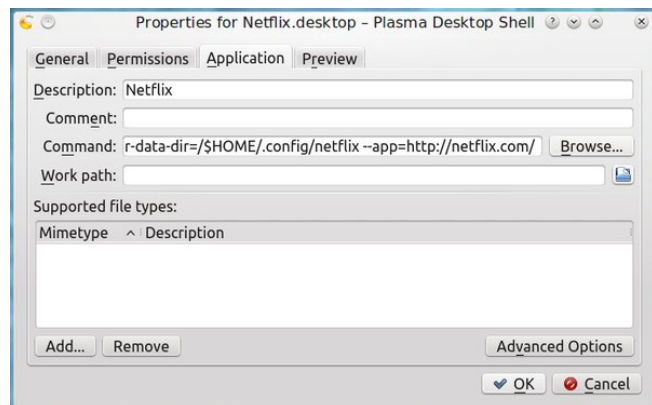 Properties for Netflix.desktop – Plasma Desktop Shell
General Permissions Application Preview
Description: Netflix
Comment:
Command: r-data-dir=/$HOME/.config/netflix --app=http://netflix.com/ Browse...
Work path:
Supported file types:
Mimetype Description
Add... Remove Advanced Options
OK Cancel